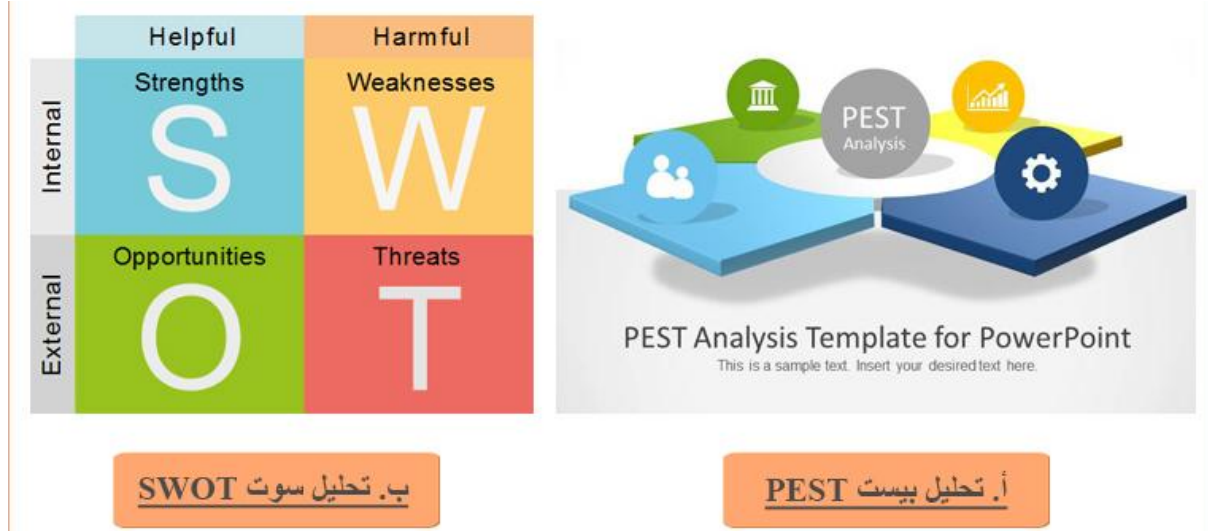 Helpful
Harmful
Internal
Strengths
S
Weaknesses
W
External
Opportunities
O
Threats
T
PEST
Analysis
PEST Analysis Template for PowerPoint
This is a sample text. Insert your desired text here.
أ. تحليل بيست PEST
ب. تحليل سوت SWOT